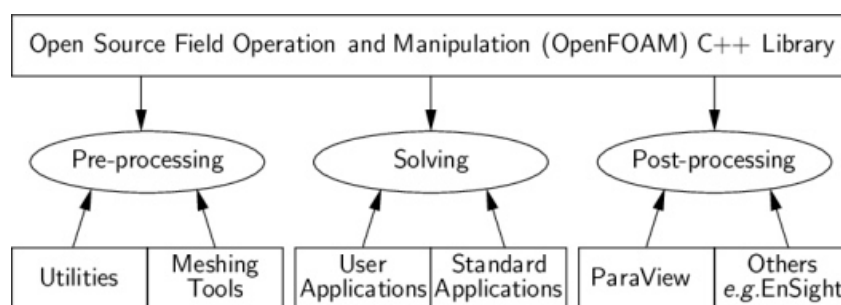 Open Source Field Operation and Manipulation (OpenFOAM) C++ Library
Pre-processing
Solving
Post-processing
Utilities
Meshing
Tools
User
Applications
Standard
Applications
ParaView
Others
e.g.EnSight